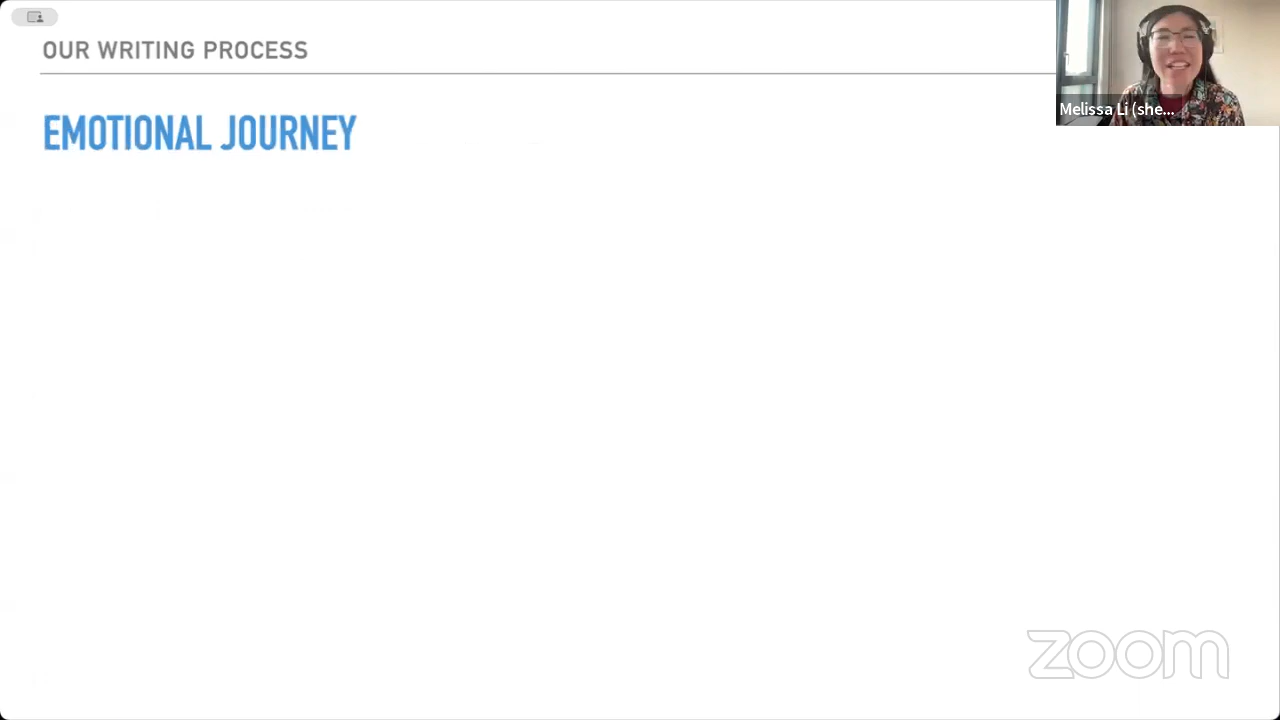 OUR WRITING PROCESS
EMOTIONAL JOURNEY
Melissa Li (she...
zoom